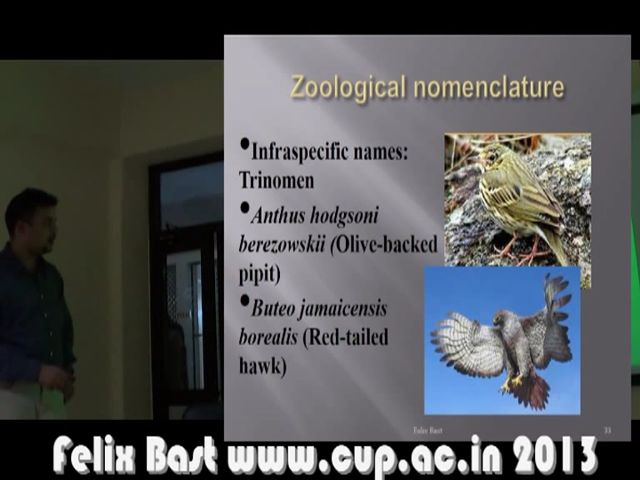 Zoological nomenclature
•Infraspecific names:
Trinomen
•Anthus hodgsoni
berezowskii (Olive-backed
pipit)
•Buteo jamaicensis
borealis (Red-tailed
hawk)
Felix Bast 33
Felix Bast www.cup.ac.in 2013